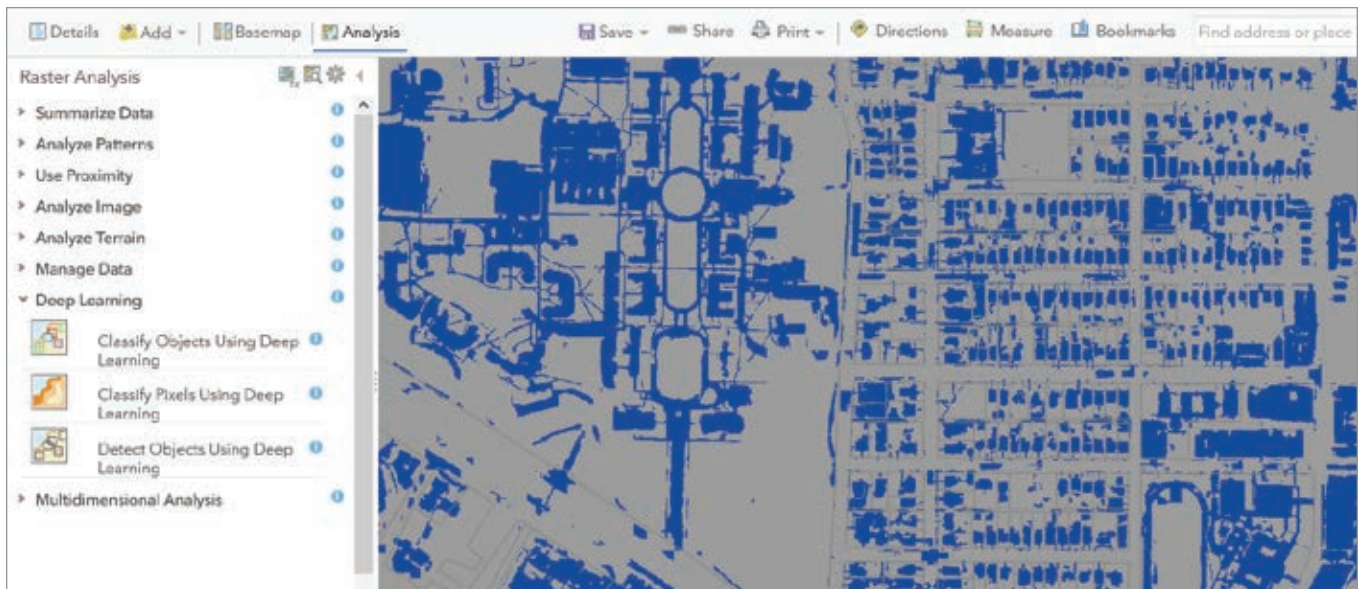 Details Add Basemap Analysis Save Share Print Directions Measure Bookmarks Find address or place
Raster Analysis
Summarize Data
Analyze Patterns
Use Proximity
Analyze Image
Analyze Terrain
Manage Data
Deep Learning
Classify Objects Using Deep
Learning
Classify Pixels Using Deep
Learning
Detect Objects Using Deep
Learning
Multidimensional Analysis